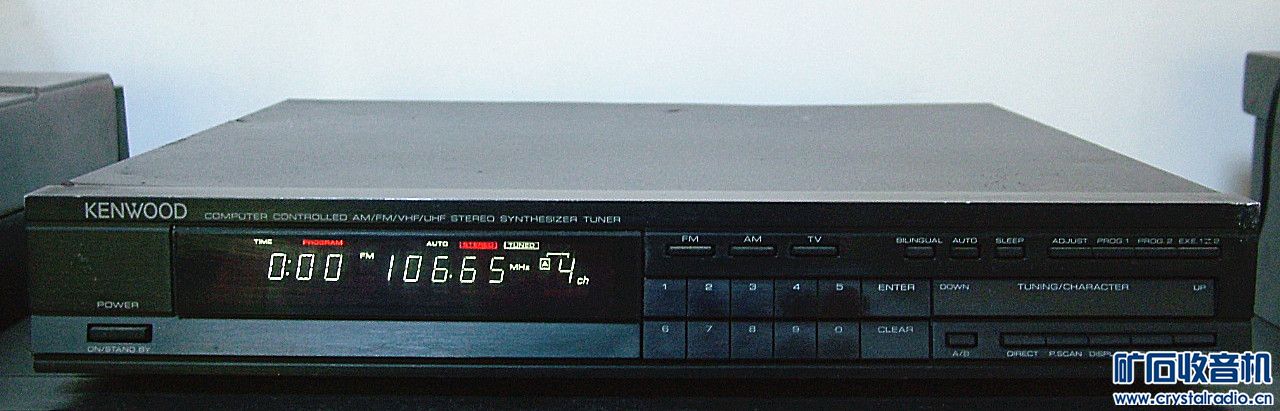 KENWOOD COMPUTER CONTROLLED AM/FM/VHF/UHF STEREO SYNTHESIZER TUNER
TIME PROGRAM AUTO STEREO TUNED
0:00 FM 106.65 MHz A 4 ch
FM AM TV BILINGUAL AUTO SLEEP ADJUST PROG.1 PROG.2 EXE.1⇄2
1 2 3 4 5 ENTER DOWN TUNING/CHARACTER UP
POWER
6 7 8 9 0 CLEAR
ON/STAND BY
A/B DIRECT P.SCAN
矿石收音机
www.crystalradio.cn